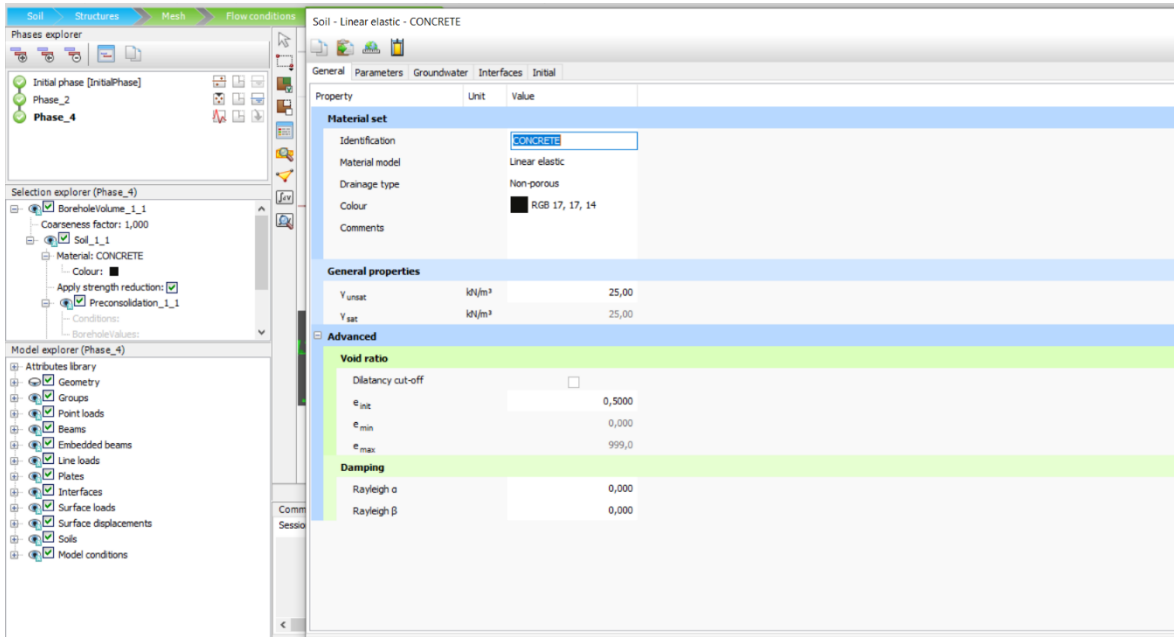 Soil Structures Mesh Flow conditions
Phases explorer
Initial phase [InitialPhase]
Phase_2
Phase_4
Selection explorer (Phase_4)
BoreholeVolume_1_1
Coarseness factor: 1,000
Soil_1_1
Material: CONCRETE
Colour:
Apply strength reduction:
Preconsolidation_1_1
Conditions:
BoreholeValues:
Model explorer (Phase_4)
Attributes library
Geometry
Groups
Point loads
Beams
Embedded beams
Line loads
Plates
Interfaces
Surface loads
Surface displacements
Soils
Model conditions
Comm
Sessio
Soil - Linear elastic - CONCRETE
General Parameters Groundwater Interfaces Initial
Property Unit Value
Material set
Identification CONCRETE
Material model Linear elastic
Drainage type Non-porous
Colour RGB 17, 17, 14
Comments
General properties
γ unsat kN/m³ 25,00
γ sat kN/m³ 25,00
Advanced
Void ratio
Dilatancy cut-off
e init 0,5000
e min 0,000
e max 999,0
Damping
Rayleigh α 0,000
Rayleigh β 0,000